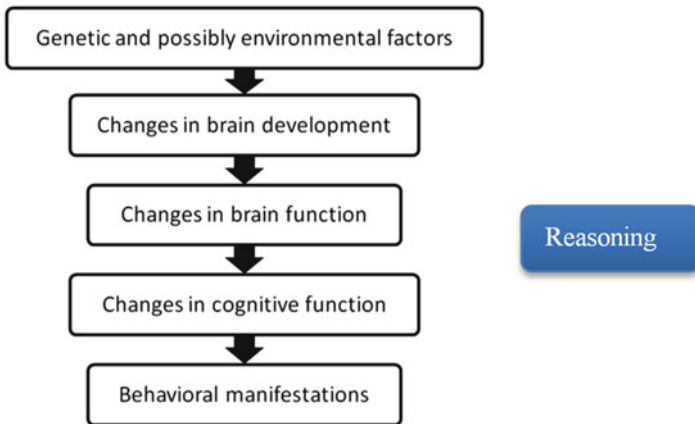 Genetic and possibly environmental factors
Changes in brain development
Changes in brain function
Reasoning
Changes in cognitive function
Behavioral manifestations